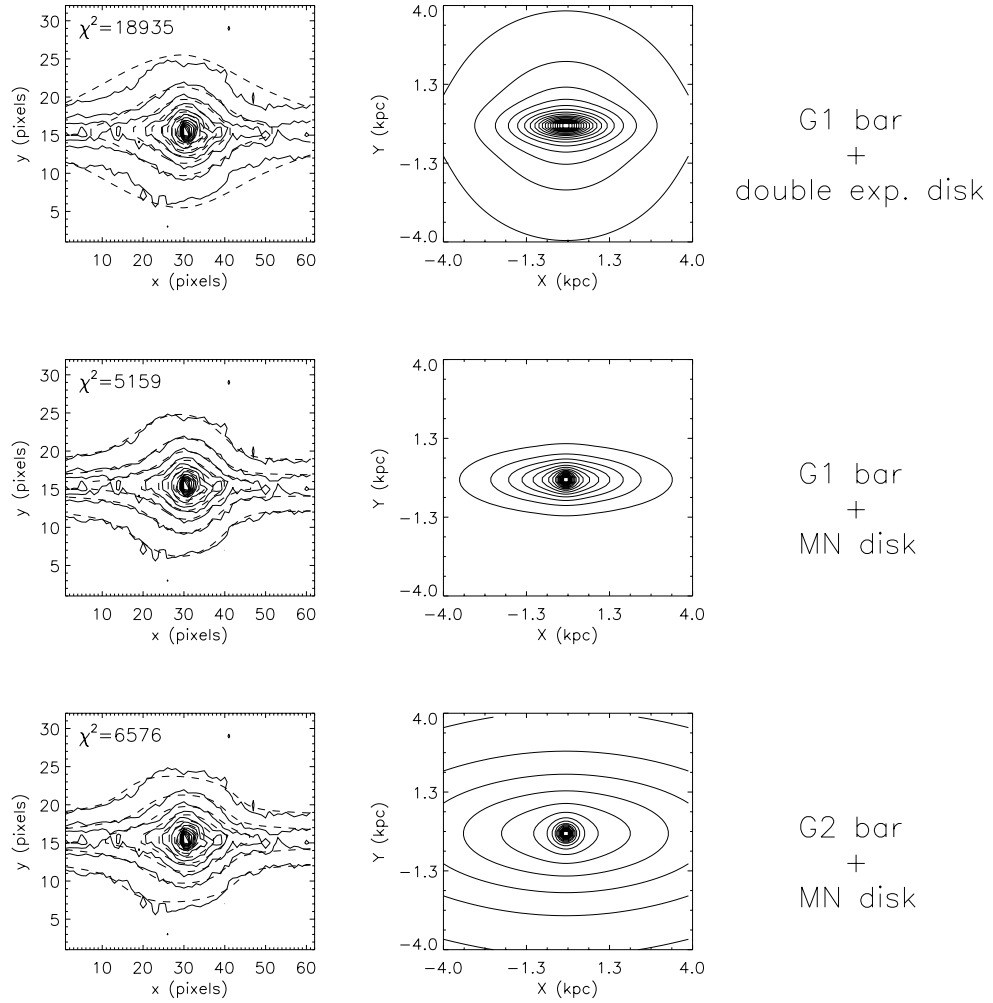 χ²=18935
y (pixels)
30
25
20
15
10
5
10 20 30 40 50 60
x (pixels)
Y (kpc)
4.0
1.3
−1.3
−4.0
−4.0 −1.3 1.3 4.0
X (kpc)
G1 bar
+
double exp. disk
χ²=5159
y (pixels)
30
25
20
15
10
5
10 20 30 40 50 60
x (pixels)
Y (kpc)
4.0
1.3
−1.3
−4.0
−4.0 −1.3 1.3 4.0
X (kpc)
G1 bar
+
MN disk
χ²=6576
y (pixels)
30
25
20
15
10
5
10 20 30 40 50 60
x (pixels)
Y (kpc)
4.0
1.3
−1.3
−4.0
−4.0 −1.3 1.3 4.0
X (kpc)
G2 bar
+
MN disk